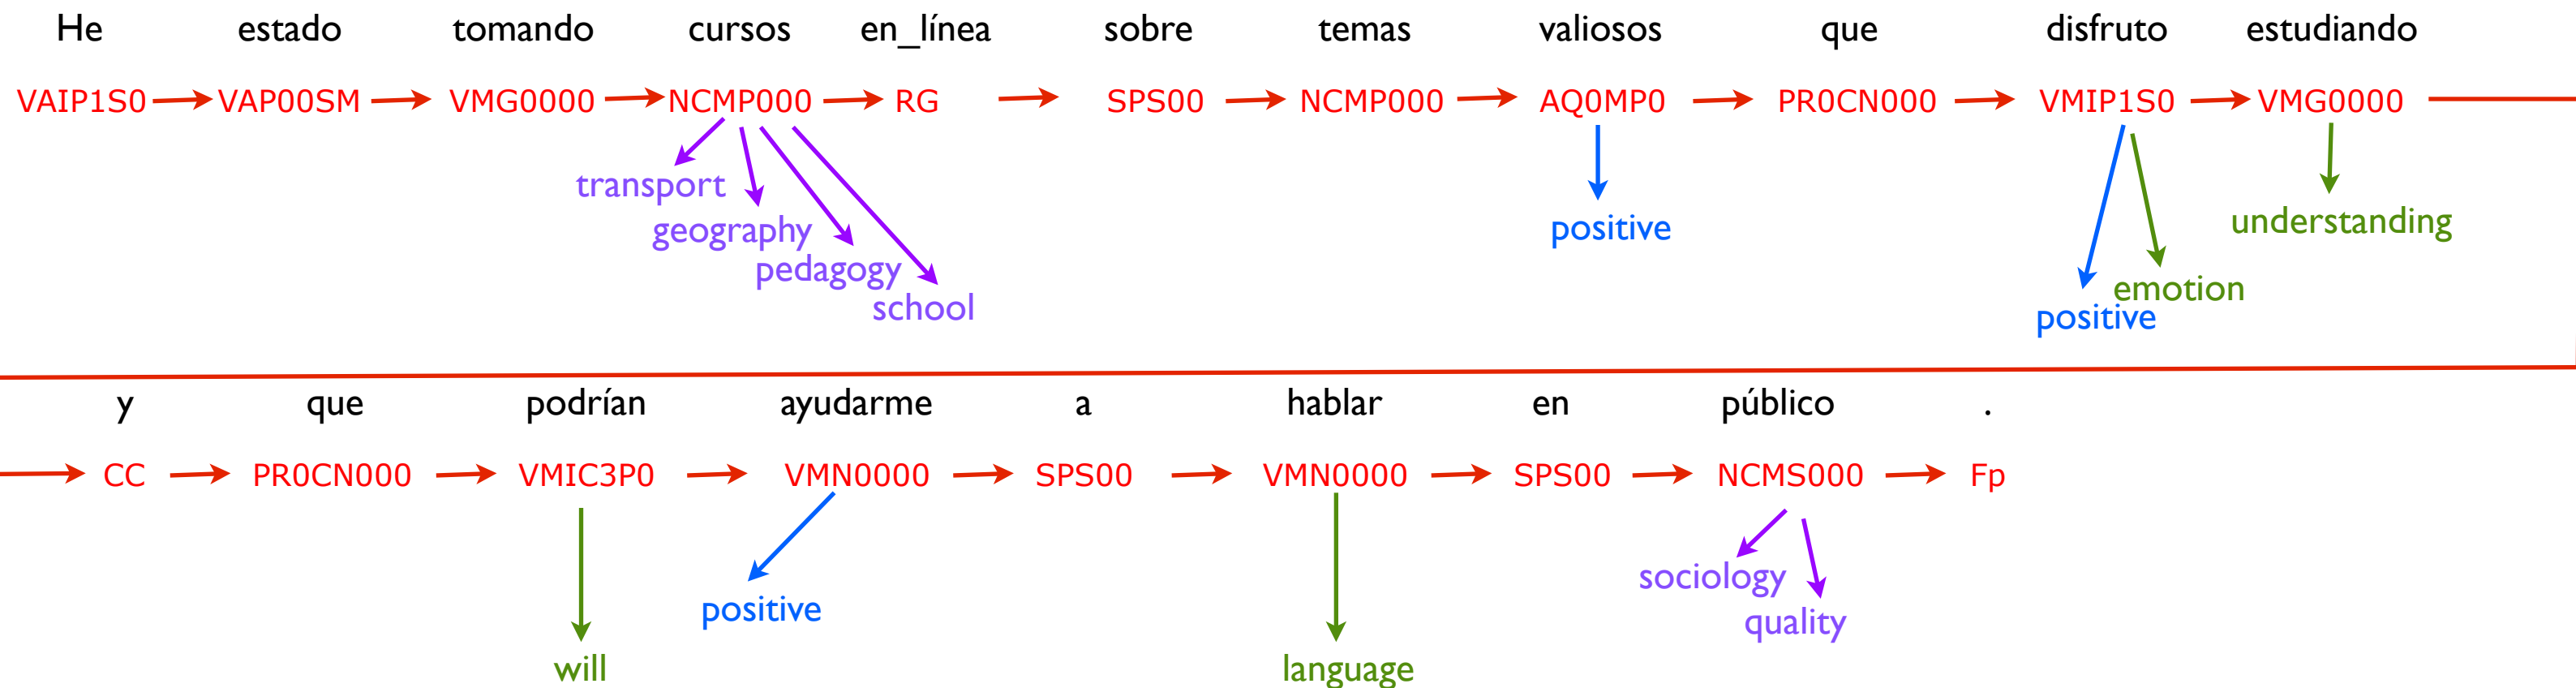 He estado tomando cursos en_línea sobre temas valiosos que disfruto estudiando
VAIP1S0 VAP00SM VMG0000 NCMP000 RG SPS00 NCMP000 AQ0MP0 PR0CN000 VMIP1S0 VMG0000
transport
geography
pedagogy
school
positive
understanding
emotion
positive
y que podrían ayudarme a hablar en público .
CC PR0CN000 VMIC3P0 VMN0000 SPS00 VMN0000 SPS00 NCMS000 Fp
sociology
positive
quality
will
language